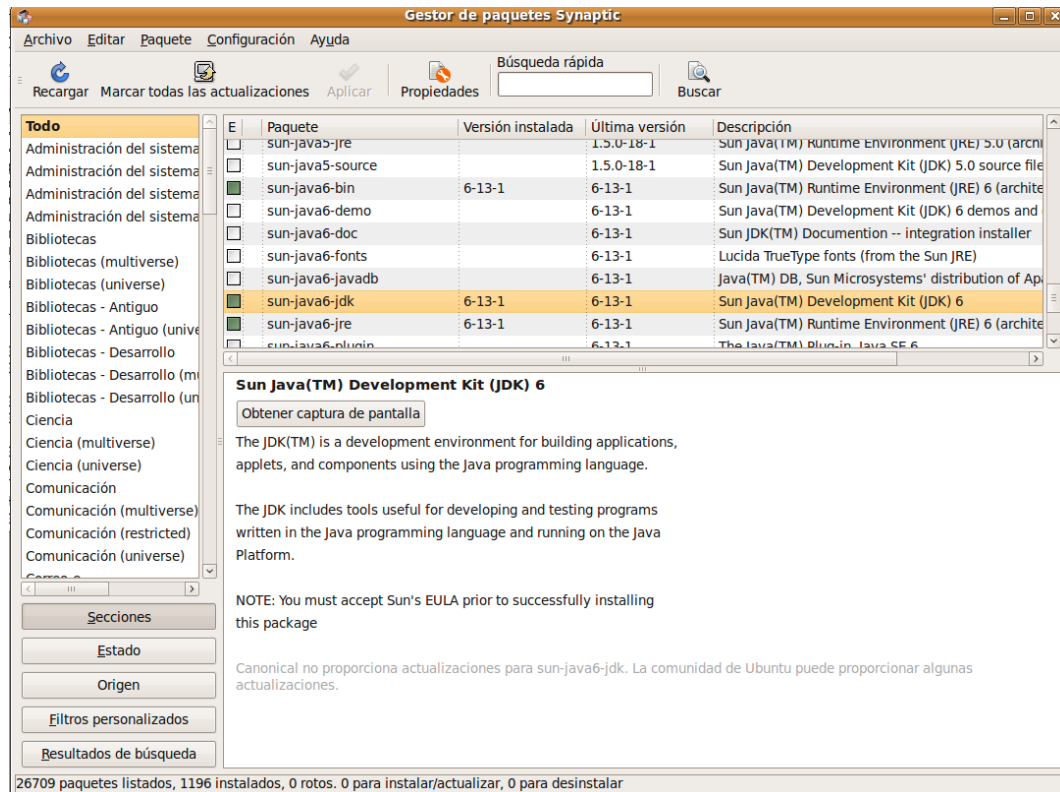 Gestor de paquetes Synaptic
Archivo Editar Paquete Configuración Ayuda
Recargar Marcar todas las actualizaciones Aplicar Propiedades Búsqueda rápida Buscar
Todo
Administración del sistema
Administración del sistema
Administración del sistema
Administración del sistema
Bibliotecas
Bibliotecas (multiverse)
Bibliotecas (universe)
Bibliotecas - Antiguo
Bibliotecas - Antiguo (unive
Bibliotecas - Desarrollo
Bibliotecas - Desarrollo (mu
Bibliotecas - Desarrollo (un
Ciencia
Ciencia (multiverse)
Ciencia (universe)
Comunicación
Comunicación (multiverse)
Comunicación (restricted)
Comunicación (universe)
Correo e
Secciones
Estado
Origen
Filtros personalizados
Resultados de búsqueda
E Paquete Versión instalada Última versión Descripción
sun-java5-jre 1.5.0-18-1 Sun Java(TM) Runtime Environment (JRE) 5.0 (archi
sun-java5-source 1.5.0-18-1 Sun Java(TM) Development Kit (JDK) 5.0 source file
sun-java6-bin 6-13-1 6-13-1 Sun Java(TM) Runtime Environment (JRE) 6 (archite
sun-java6-demo 6-13-1 Sun Java(TM) Development Kit (JDK) 6 demos and
sun-java6-doc 6-13-1 Sun JDK(TM) Documention -- integration installer
sun-java6-fonts 6-13-1 Lucida TrueType fonts (from the Sun JRE)
sun-java6-javadb 6-13-1 Java(TM) DB, Sun Microsystems' distribution of Apa
sun-java6-jdk 6-13-1 6-13-1 Sun Java(TM) Development Kit (JDK) 6
sun-java6-jre 6-13-1 6-13-1 Sun Java(TM) Runtime Environment (JRE) 6 (archite
sun-java6-plugin 6-13-1 The Java(TM) Plug-in, Java SE 6
Sun Java(TM) Development Kit (JDK) 6
Obtener captura de pantalla
The JDK(TM) is a development environment for building applications,
applets, and components using the Java programming language.
The JDK includes tools useful for developing and testing programs
written in the Java programming language and running on the Java
Platform.
NOTE: You must accept Sun's EULA prior to successfully installing
this package
Canonical no proporciona actualizaciones para sun-java6-jdk. La comunidad de Ubuntu puede proporcionar algunas
actualizaciones.
26709 paquetes listados, 1196 instalados, 0 rotos. 0 para instalar/actualizar, 0 para desinstalar